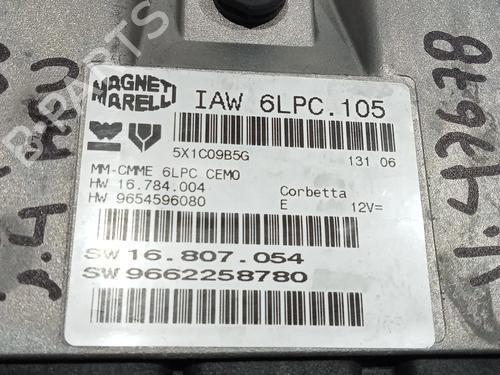 MAGNETI
MARELLI
IAW 6LPC.105
5X1C09B5G
131 06
MM-CMME 6LPC CEMO
HW 16.784.004
Corbetta
HW 9654596080
E
12V=
SW 16.807.054
SW 9662258780
B-PARTS